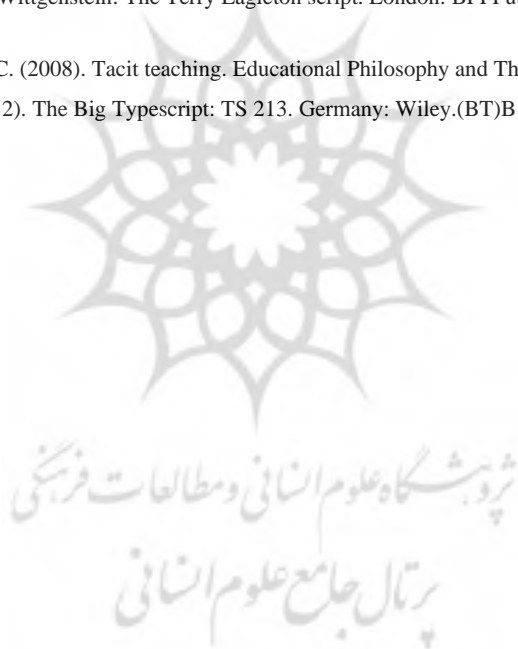 Wittgenstein: The Terry Eagleton script. London: BFI Pu
C. (2008). Tacit teaching. Educational Philosophy and Th
2). The Big Typescript: TS 213. Germany: Wiley.(BT)B
پژوهشگاه علوم انسانی و مطالعات فرهنگی
پرتال جامع علوم انسانی